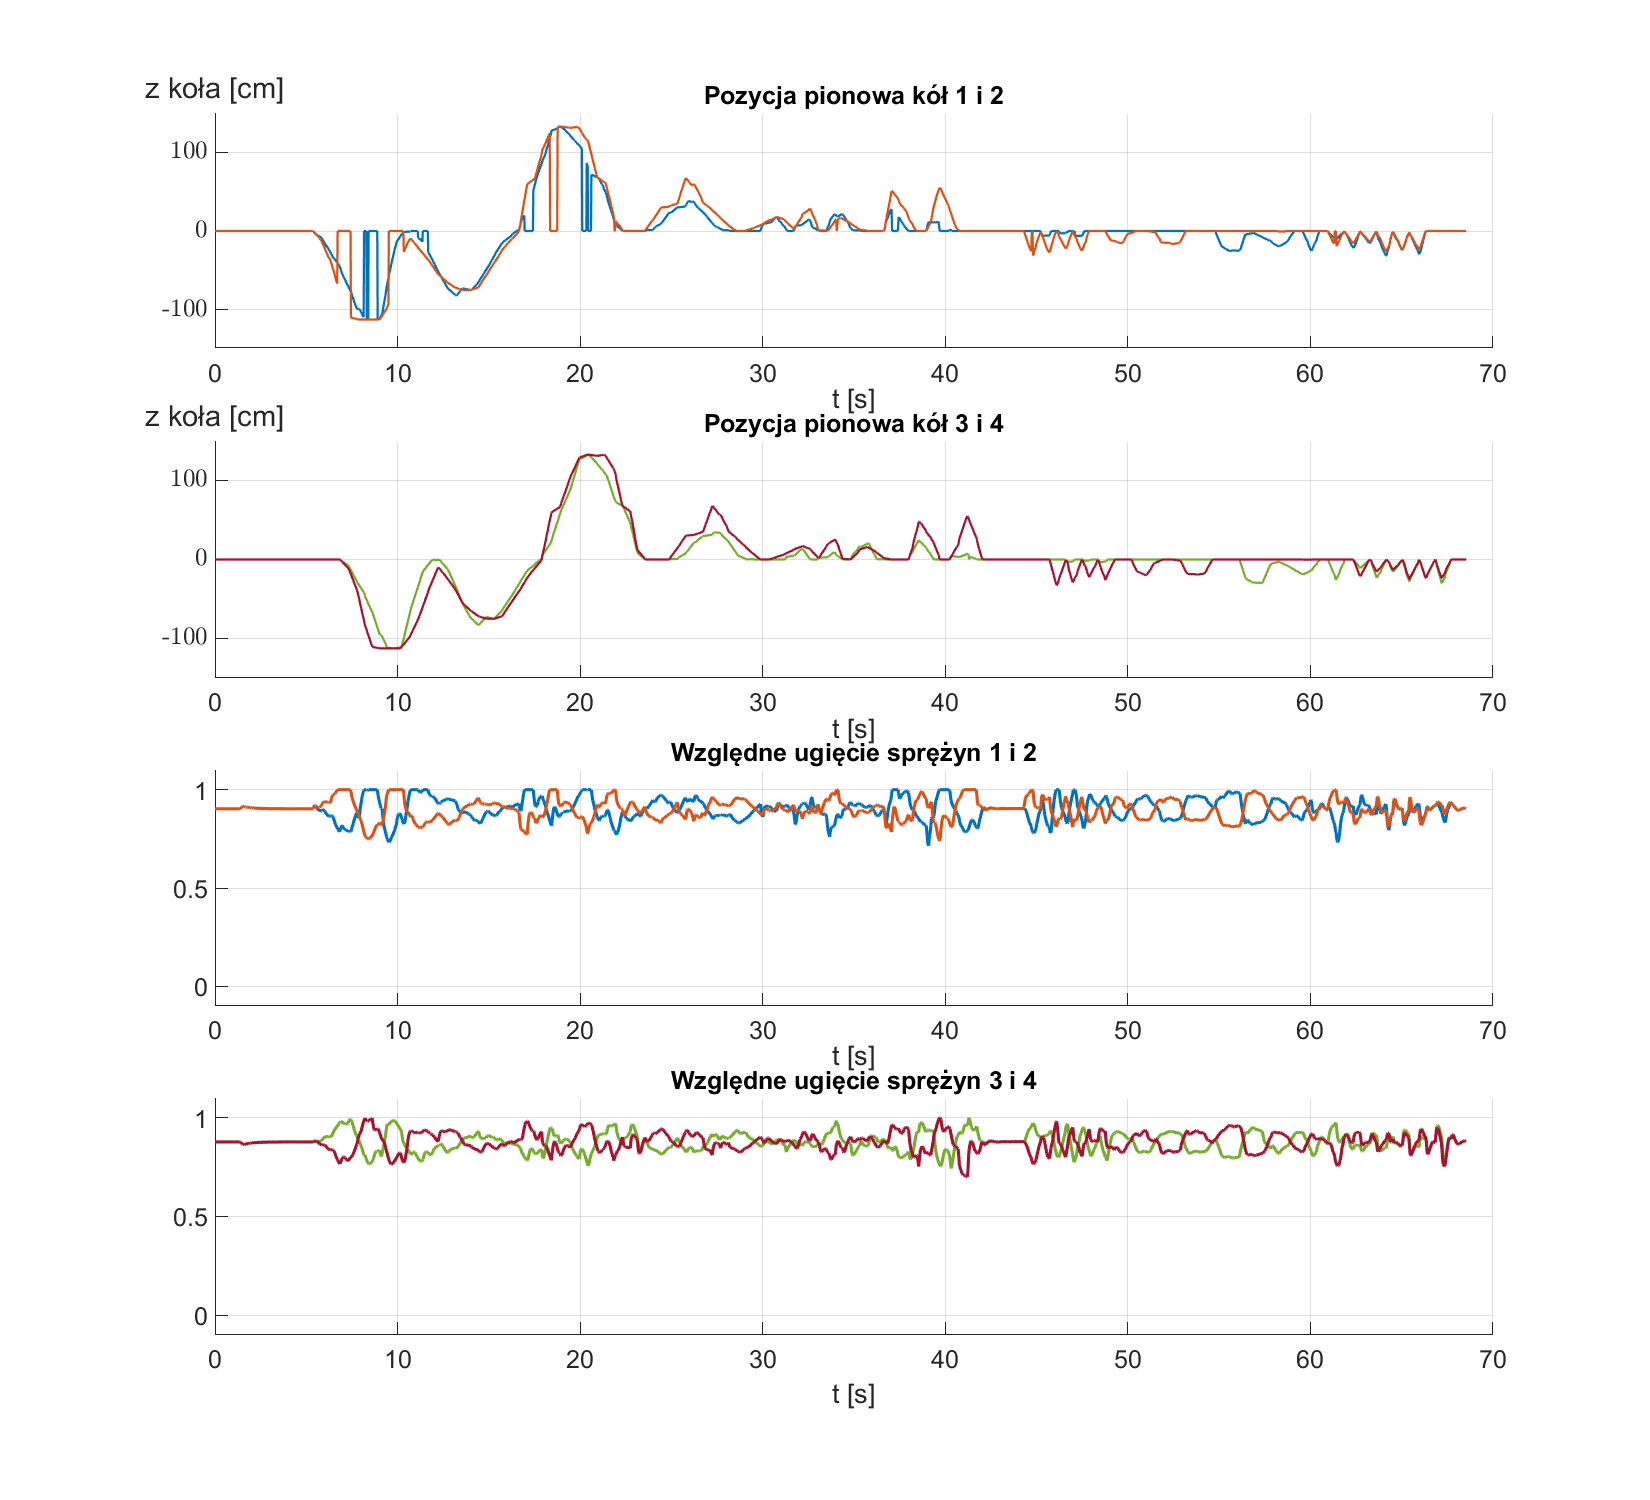 z koła [cm]
Pozycja pionowa kół 1 i 2
100
0
-100
0 10 20 30 40 50 60 70
t [s]
z koła [cm]
Pozycja pionowa kół 3 i 4
100
0
-100
0 10 20 30 40 50 60 70
t [s]
Względne ugięcie sprężyn 1 i 2
1
0.5
0
0 10 20 30 40 50 60 70
t [s]
Względne ugięcie sprężyn 3 i 4
1
0.5
0
0 10 20 30 40 50 60 70
t [s]